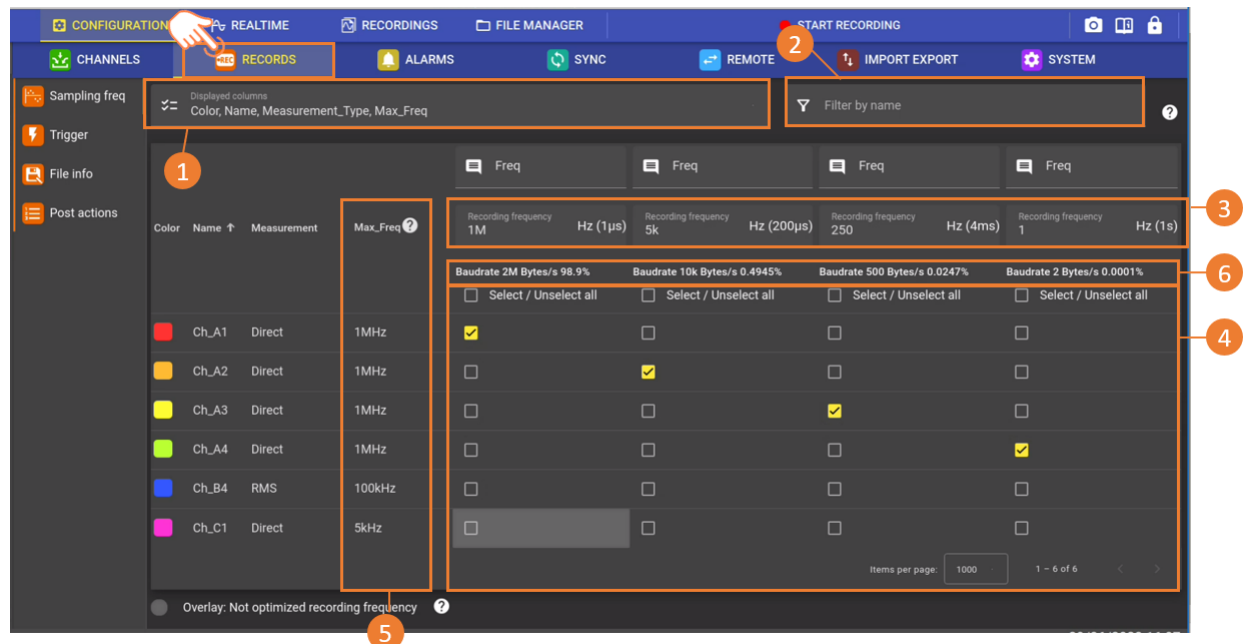 CONFIGURATION REALTIME RECORDINGS FILE MANAGER START RECORDING
CHANNELS REC RECORDS ALARMS SYNC REMOTE IMPORT EXPORT SYSTEM
2
Sampling freq
Trigger
File info
Post actions
Displayed columns
Color, Name, Measurement_Type, Max_Freq
Filter by name
1
Freq Freq Freq Freq
Color Name Measurement Max_Freq
Recording frequency Recording frequency Recording frequency Recording frequency
1M Hz (1µs) 5k Hz (200µs) 250 Hz (4ms) 1 Hz (1s)
3
Baudrate 2M Bytes/s 98.9% Baudrate 10k Bytes/s 0.4945% Baudrate 500 Bytes/s 0.0247% Baudrate 2 Bytes/s 0.0001%
6
Select / Unselect all Select / Unselect all Select / Unselect all Select / Unselect all
Ch_A1 Direct 1MHz
4
Ch_A2 Direct 1MHz
Ch_A3 Direct 1MHz
Ch_A4 Direct 1MHz
Ch_B4 RMS 100kHz
Ch_C1 Direct 5kHz
Items per page: 1000 1 – 6 of 6
Overlay: Not optimized recording frequency
5